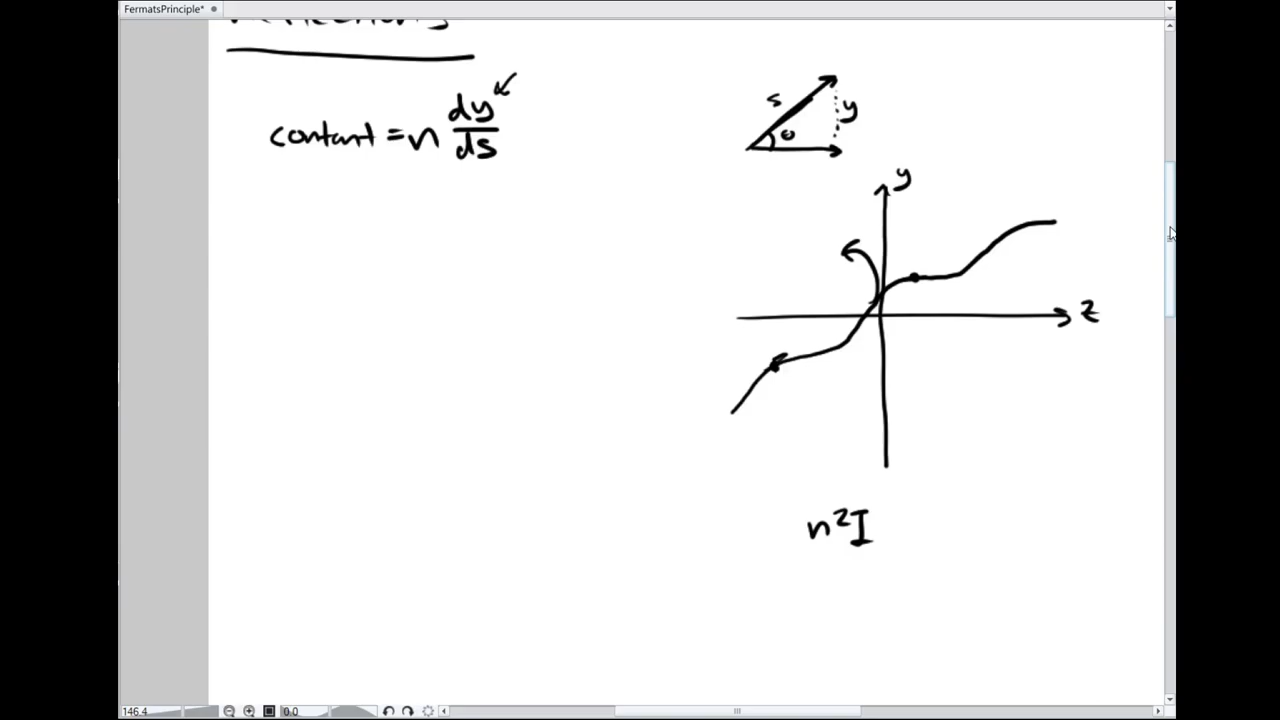 FermatsPrinciple*
contant = n dy/ds
s
θ
y
y
z
n²I
146.4
0.0